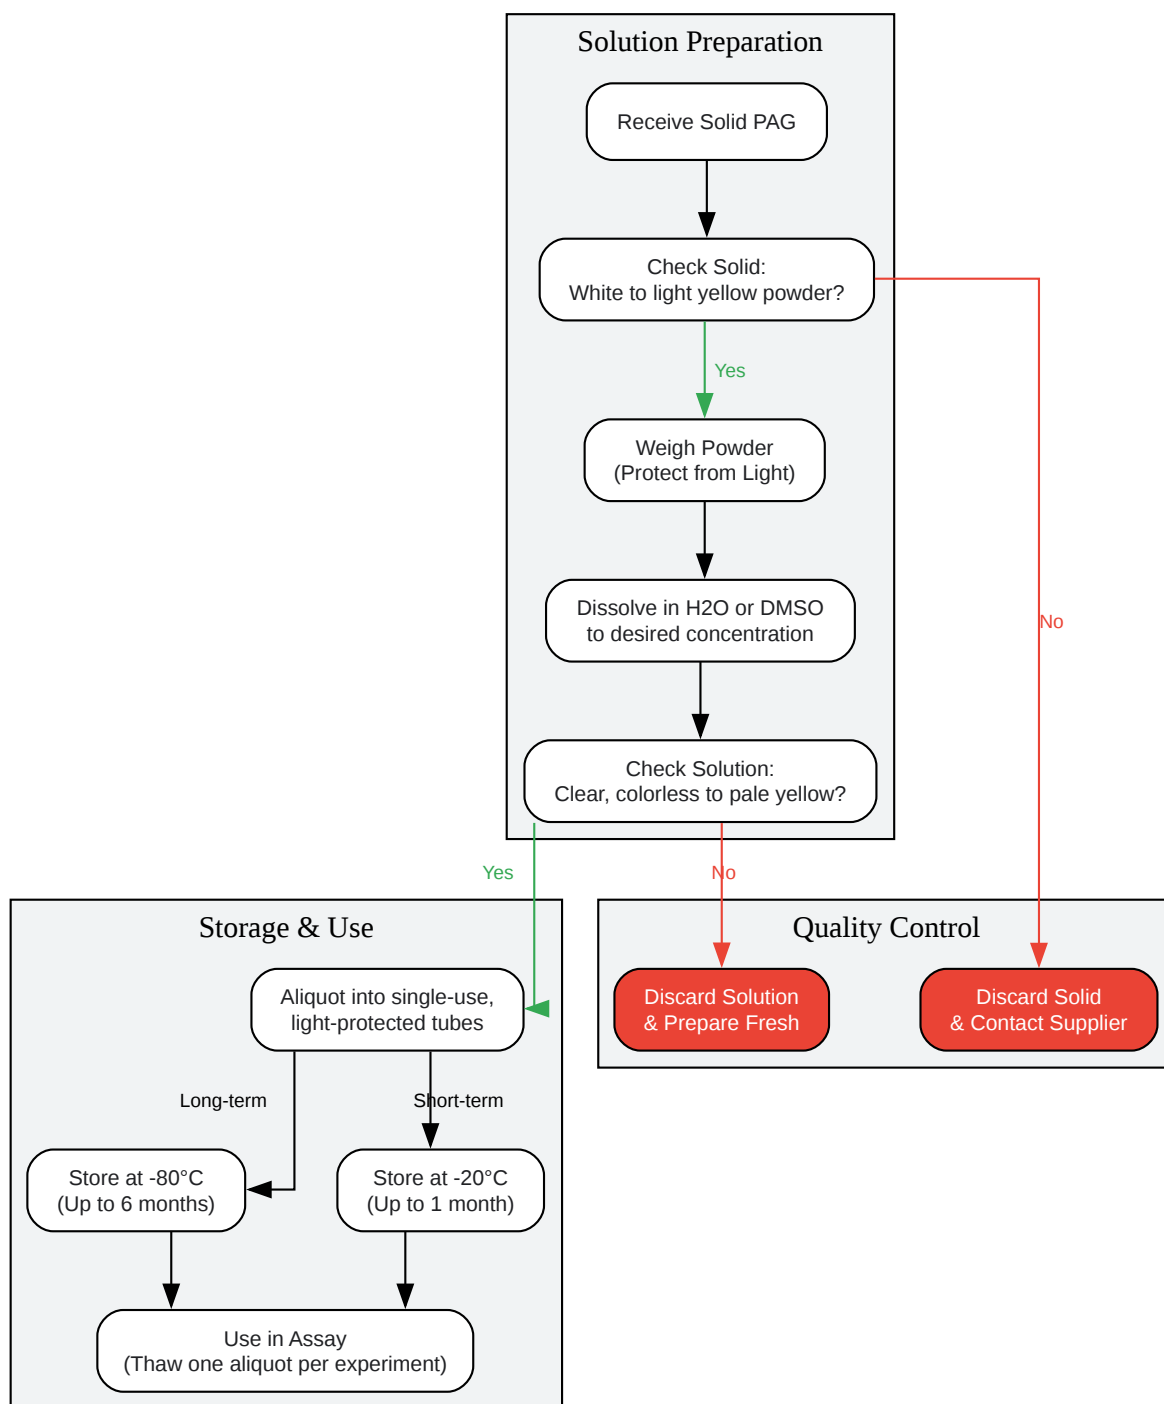 Solution Preparation
Receive Solid PAG
Check Solid:
White to light yellow powder?
Yes
Weigh Powder
(Protect from Light)
Dissolve in H2O or DMSO
to desired concentration
No
Check Solution:
Clear, colorless to pale yellow?
Yes
No
Storage & Use
Aliquot into single-use,
light-protected tubes
Long-term
Short-term
Store at -80°C
(Up to 6 months)
Store at -20°C
(Up to 1 month)
Use in Assay
(Thaw one aliquot per experiment)
Quality Control
Discard Solution
& Prepare Fresh
Discard Solid
& Contact Supplier